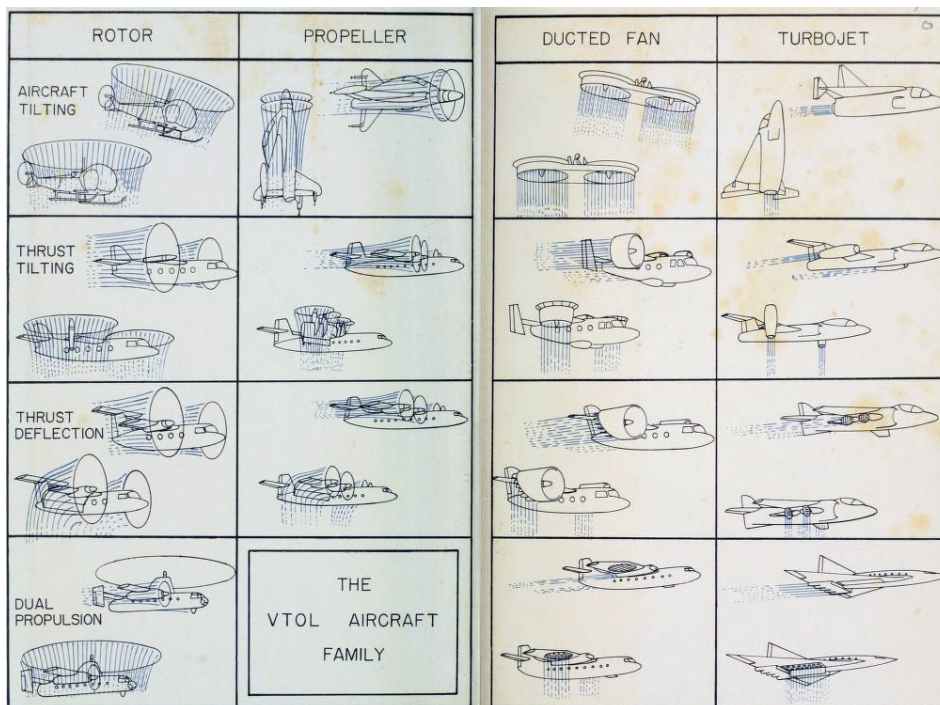 ROTOR
PROPELLER
DUCTED FAN
TURBOJET
AIRCRAFT
TILTING
THRUST
TILTING
THRUST
DEFLECTION
DUAL
PROPULSION
THE
VTOL AIRCRAFT
FAMILY